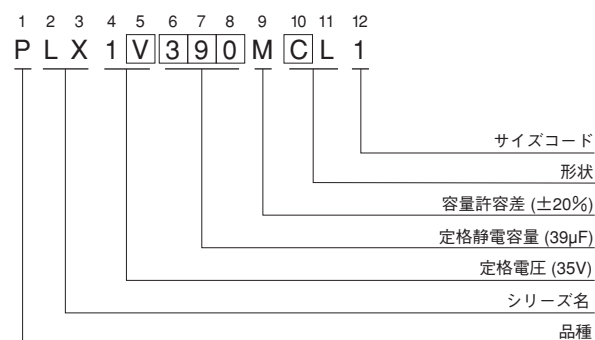 1 2 3 4 5 6 7 8 9 10 11 12
P L X 1 V 3 9 0 M C L 1
サイズコード
形状
容量許容差 (±20%)
定格静電容量 (39µF)
定格電圧 (35V)
シリーズ名
品種